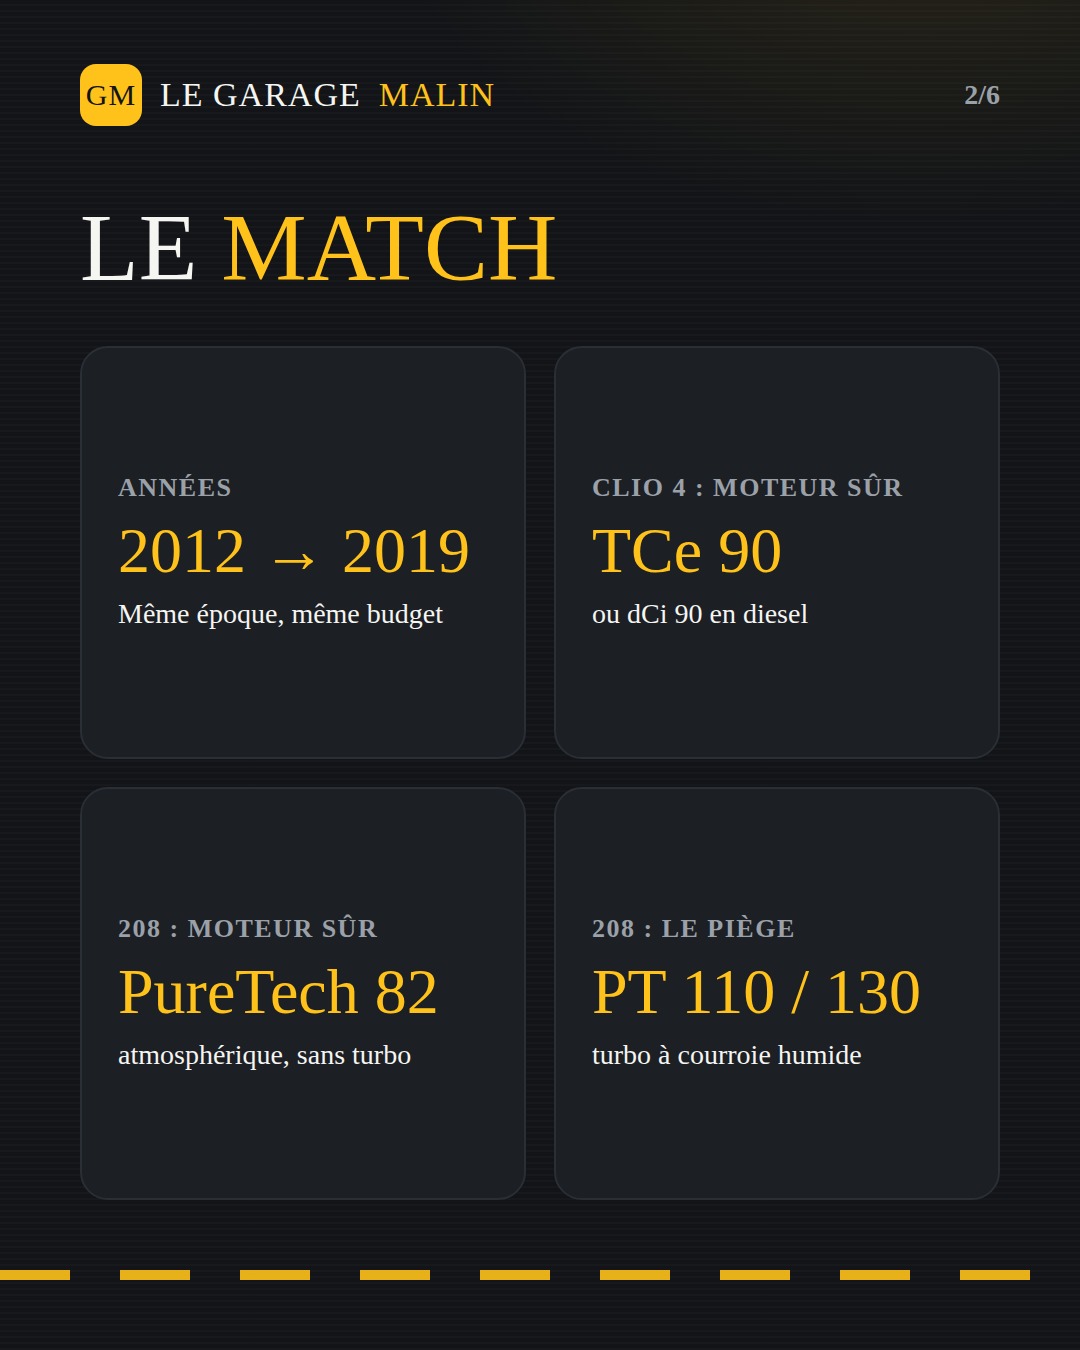 GM LE GARAGE MALIN 2/6
LE MATCH
ANNÉES
2012 → 2019
Même époque, même budget
CLIO 4 : MOTEUR SÛR
TCe 90
ou dCi 90 en diesel
208 : MOTEUR SÛR
PureTech 82
atmosphérique, sans turbo
208 : LE PIÈGE
PT 110 / 130
turbo à courroie humide